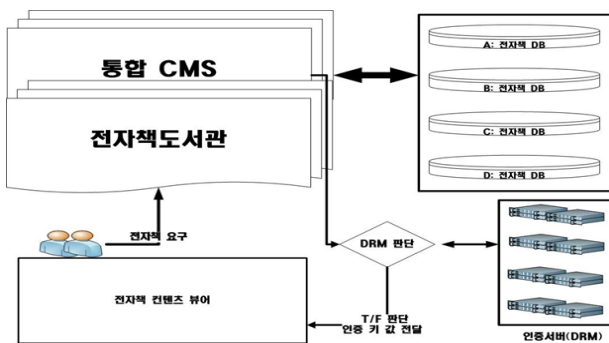 통합 CMS
전자책도서관
A: 전자책 DB
B: 전자책 DB
C: 전자책 DB
D: 전자책 DB
전자책 요구
DRM 판단
전자책 컨텐츠 뷰어
T/F 판단
인증 키 값 전달
인증서버(DRM)